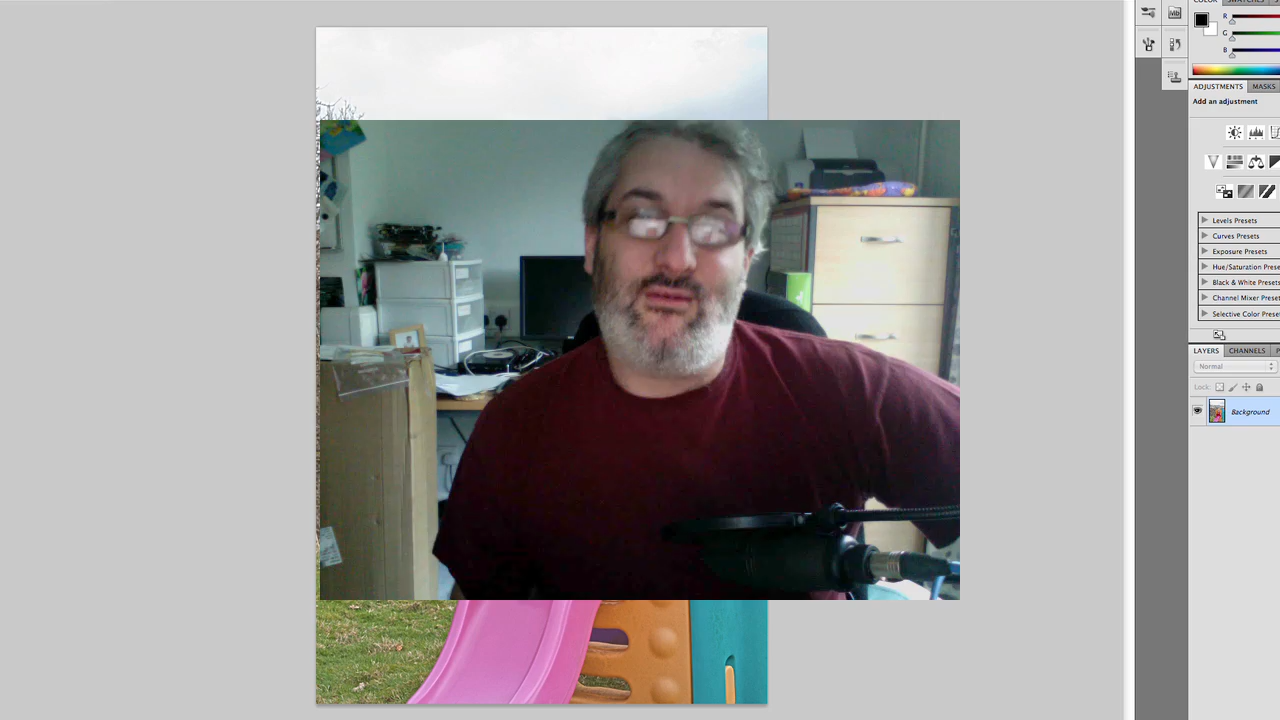 COLOR
R
G
B
ADJUSTMENTS MASKS
Add an adjustment
Levels Presets
Curves Presets
Exposure Presets
Hue/Saturation Prese
Black & White Presets
Channel Mixer Preset
Selective Color Prese
LAYERS CHANNELS P
Normal
Lock:
Background